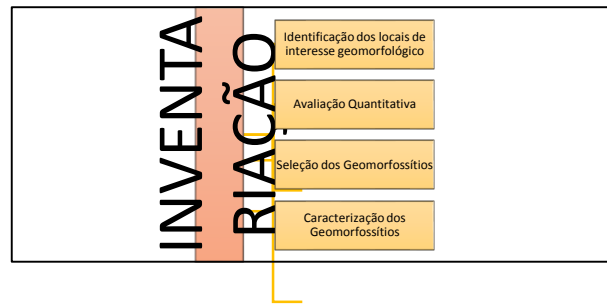 INVENTA
RIAÇÃO
Identificação dos locais de
interesse geomorfológico
Avaliação Quantitativa
Seleção dos Geomorfossítios
Caracterização dos
Geomorfossítios